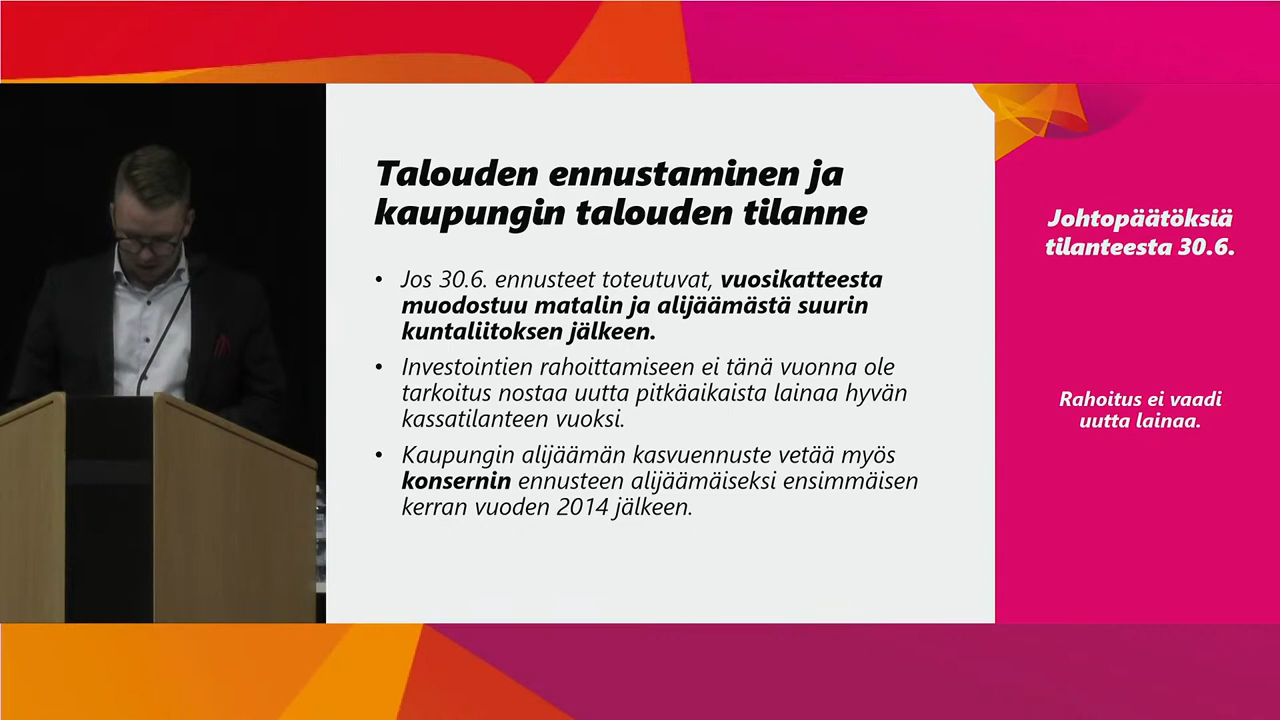 Talouden ennustaminen ja
kaupungin talouden tilanne
• Jos 30.6. ennusteet toteutuvat, vuosikatteesta
muodostuu matalin ja alijäämästä suurin
kuntaliitoksen jälkeen.
• Investointien rahoittamiseen ei tänä vuonna ole
tarkoitus nostaa uutta pitkäaikaista lainaa hyvän
kassatilanteen vuoksi.
• Kaupungin alijäämän kasvuennuste vetää myös
konsernin ennusteen alijäämäiseksi ensimmäisen
kerran vuoden 2014 jälkeen.
Johtopäätöksiä
tilanteesta 30.6.
Rahoitus ei vaadi
uutta lainaa.